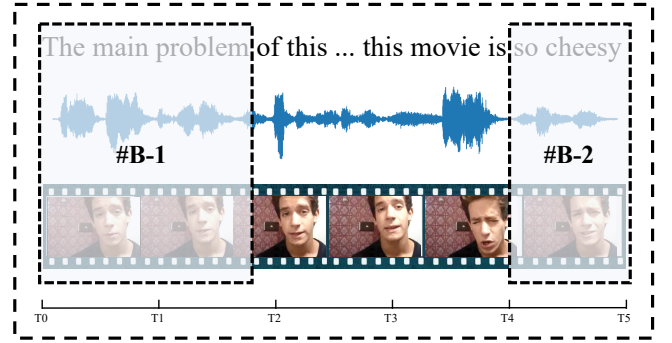 The main problem of this ... this movie is so cheesy
#B-1
#B-2
T0 T1 T2 T3 T4 T5